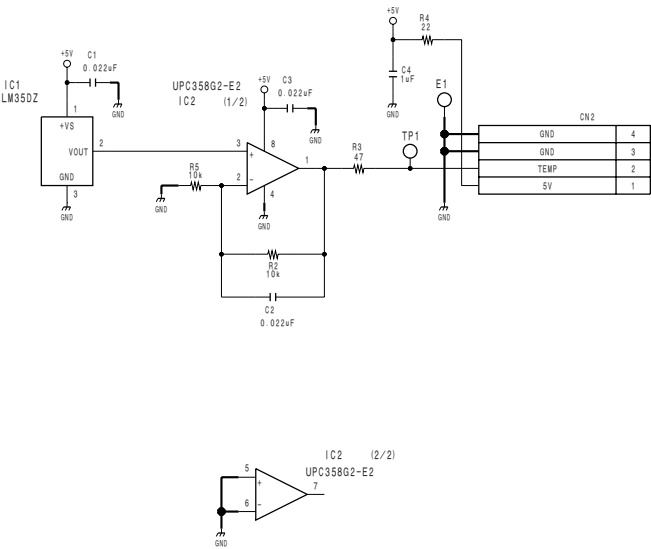 +5V
R4
22
+5V
C1
0.022uF
IC1
LM35DZ
1
+VS
VOUT
2
GND
3
GND
GND
UPC358G2-E2
IC2 (1/2)
+5V
C3
0.022uF
GND
8
3
+
2
-
1
4
GND
R5
10k
GND
R2
10k
C2
0.022uF
R3
47
TP1
C4
1uF
GND
E1
GND
CN2
GND 4
GND 3
TEMP 2
5V 1
IC2 (2/2)
UPC358G2-E2
5
+
6
-
7
GND